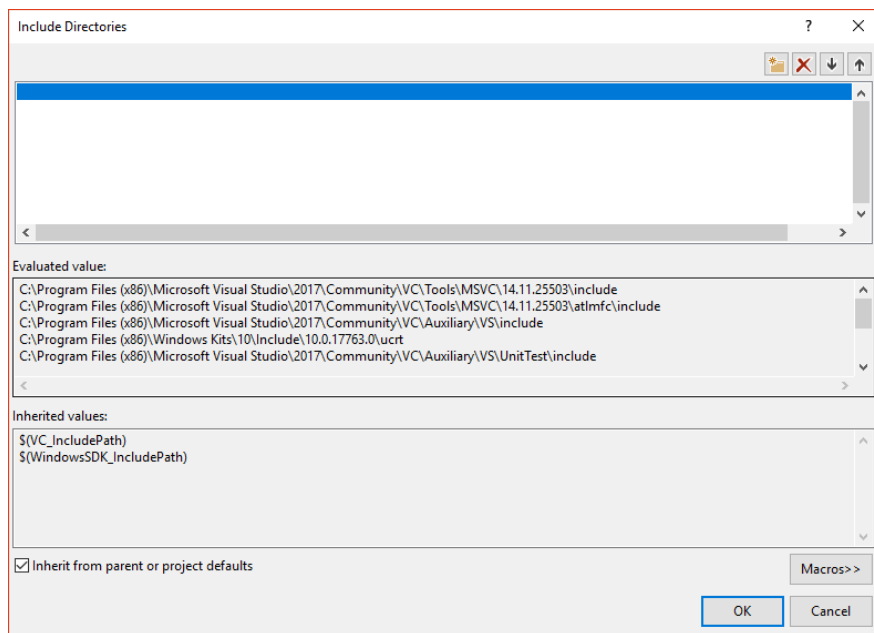 Include Directories
Evaluated value:
C:\Program Files (x86)\Microsoft Visual Studio\2017\Community\VC\Tools\MSVC\14.11.25503\include
C:\Program Files (x86)\Microsoft Visual Studio\2017\Community\VC\Tools\MSVC\14.11.25503\atlmfc\include
C:\Program Files (x86)\Microsoft Visual Studio\2017\Community\VC\Auxiliary\VS\include
C:\Program Files (x86)\Windows Kits\10\Include\10.0.17763.0\ucrt
C:\Program Files (x86)\Microsoft Visual Studio\2017\Community\VC\Auxiliary\VS\UnitTest\include
Inherited values:
$(VC_IncludePath)
$(WindowsSDK_IncludePath)
Inherit from parent or project defaults
Macros>>
OK Cancel